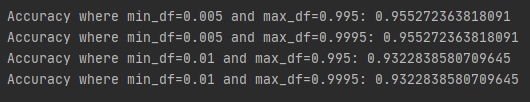 Accuracy where min_df=0.005 and max_df=0.995: 0.955272363818091
Accuracy where min_df=0.005 and max_df=0.9995: 0.955272363818091
Accuracy where min_df=0.01 and max_df=0.995: 0.9322838580709645
Accuracy where min_df=0.01 and max_df=0.9995: 0.9322838580709645